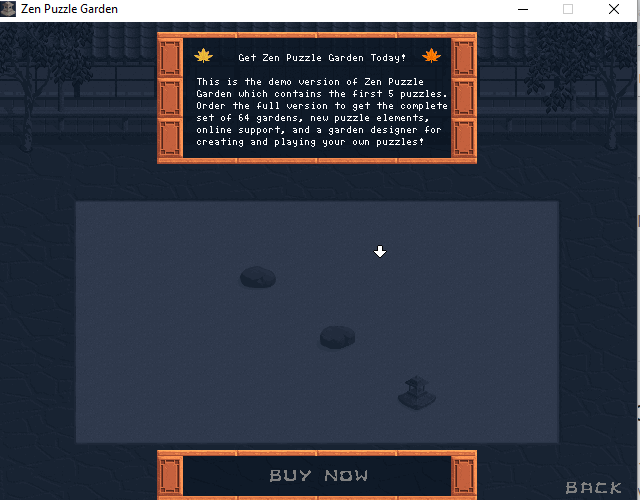 Zen Puzzle Garden
Get Zen Puzzle Garden Today!
This is the demo version of Zen Puzzle
Garden which contains the first 5 puzzles.
Order the full version to get the complete
set of 64 gardens, new puzzle elements,
online support, and a garden designer for
creating and playing your own puzzles!
BUY NOW
BACK